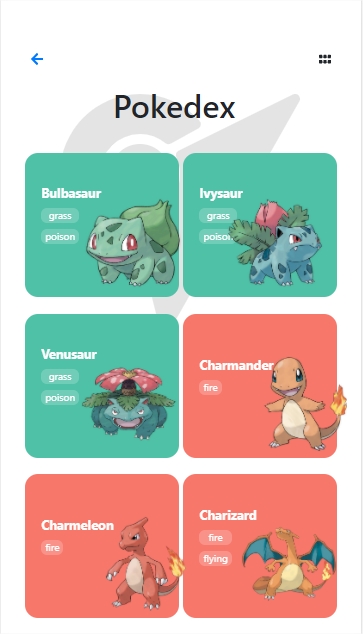 Pokedex
Bulbasaur
grass
poison
Ivysaur
grass
poison
Venusaur
grass
poison
Charmander
fire
Charmeleon
fire
Charizard
fire
flying